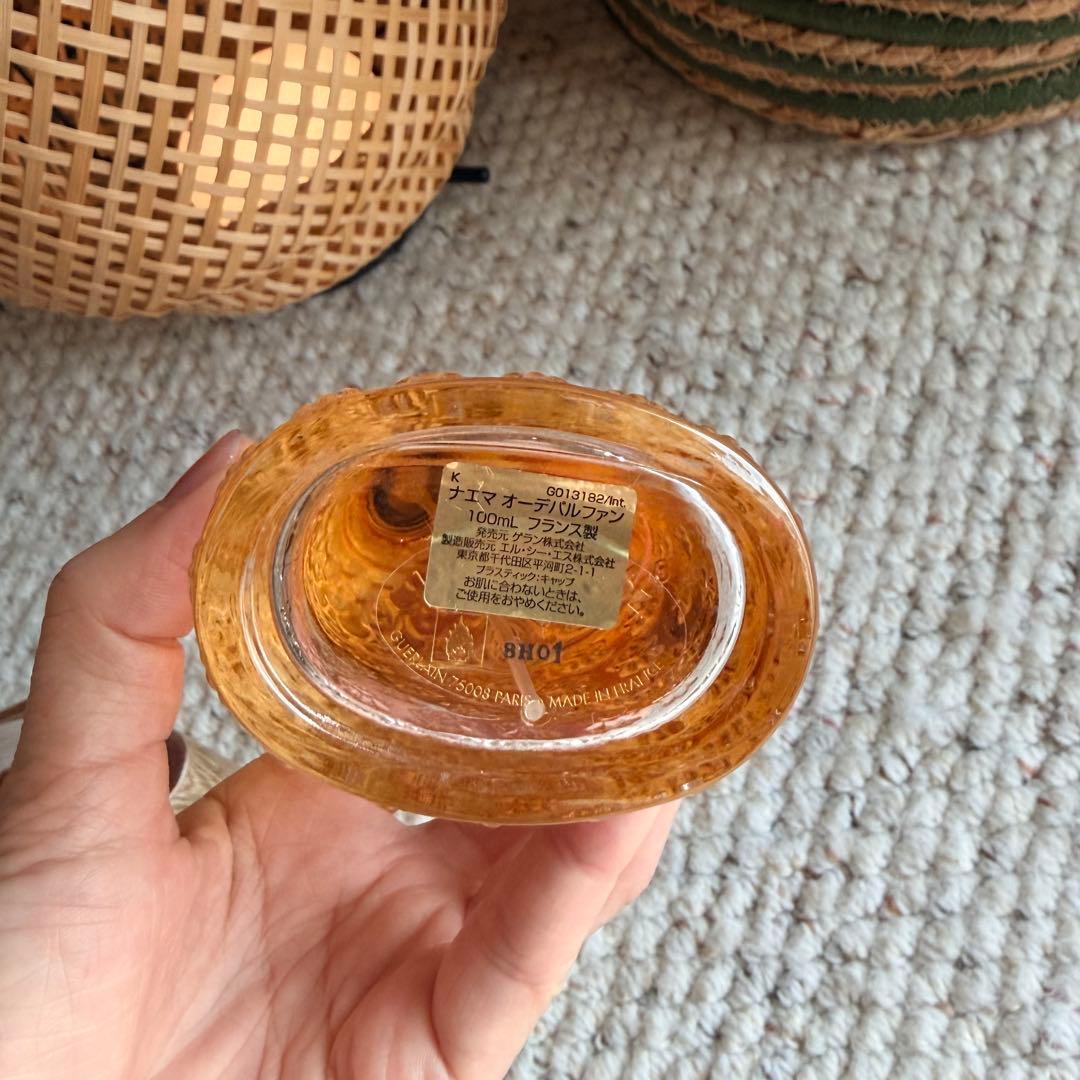 K
G013182/Int.
ナエマ オーデパルファン
100mL フランス製
発売元 ゲラン株式会社
製造販売元 エル・シー・エス株式会社
東京都千代田区平河町2-1-1
プラスティック:キャップ
お肌に合わないときは、
ご使用をおやめください。
8H01
GUERLAIN 75008 PARIS MADE IN FRANCE